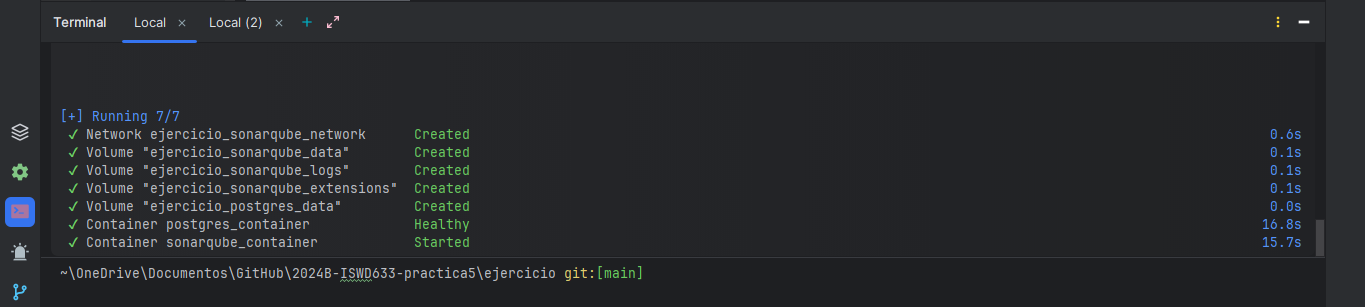 Terminal Local × Local (2) ×
[+] Running 7/7
✓ Network ejercicio_sonarqube_network Created 0.6s
✓ Volume "ejercicio_sonarqube_data" Created 0.1s
✓ Volume "ejercicio_sonarqube_logs" Created 0.1s
✓ Volume "ejercicio_sonarqube_extensions" Created 0.1s
✓ Volume "ejercicio_postgres_data" Created 0.0s
✓ Container postgres_container Healthy 16.8s
✓ Container sonarqube_container Started 15.7s
~\OneDrive\Documentos\GitHub\2024B-ISWD633-practica5\ejercicio git:[main]